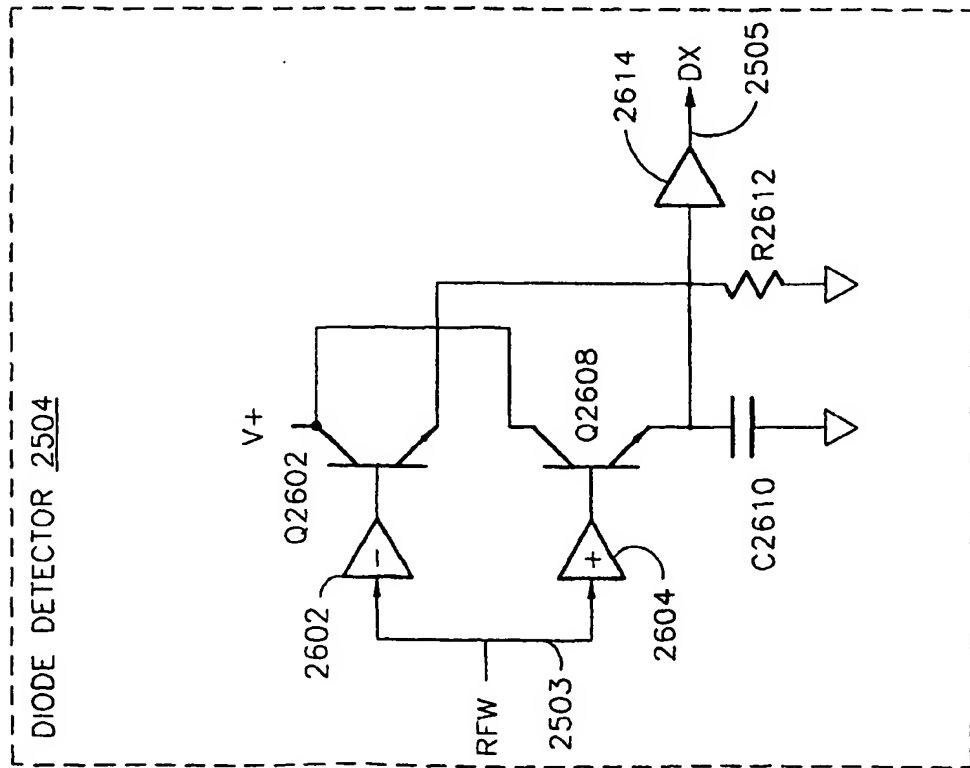 DIODE DETECTOR 2504
V+
Q2602
2602
−
RFW
2503
Q2608
+
2604
C2610
2614
DX
2505
R2612